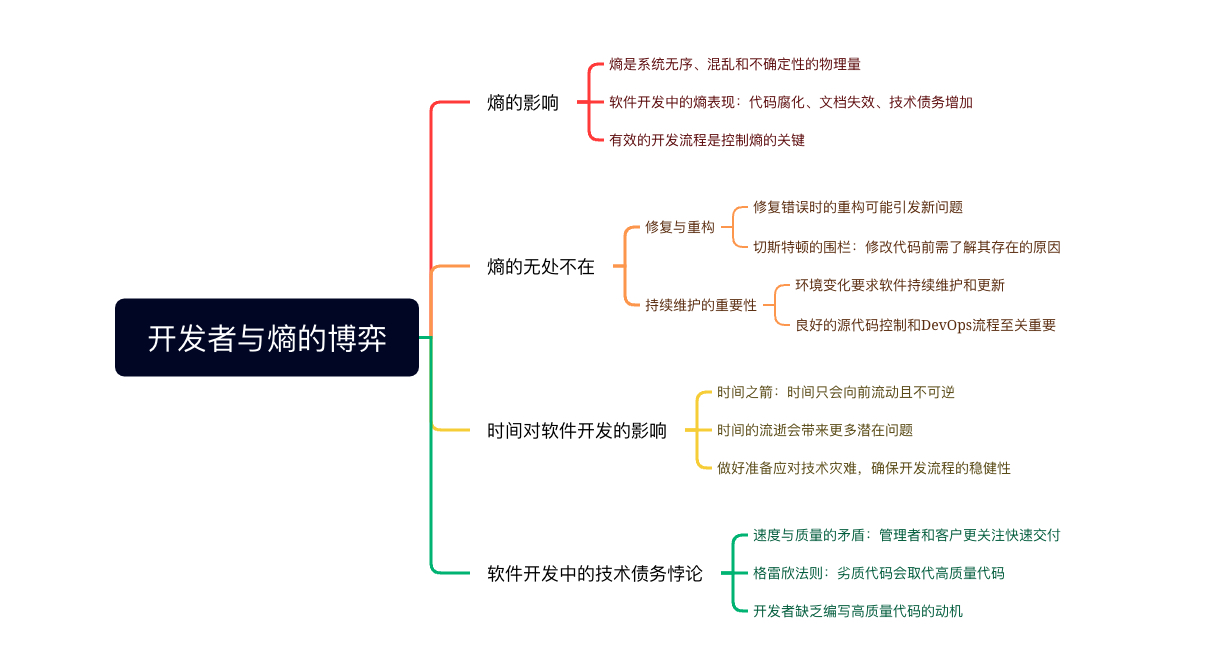 开发者与熵的博弈
熵的影响
熵是系统无序、混乱和不确定性的物理量
软件开发中的熵表现：代码腐化、文档失效、技术债务增加
有效的开发流程是控制熵的关键
熵的无处不在
修复与重构
修复错误时的重构可能引发新问题
切斯特顿的围栏：修改代码前需了解其存在的原因
持续维护的重要性
环境变化要求软件持续维护和更新
良好的源代码控制和DevOps流程至关重要
时间对软件开发的影响
时间之箭：时间只会向前流动且不可逆
时间的流逝会带来更多潜在问题
做好准备应对技术灾难，确保开发流程的稳健性
软件开发中的技术债务悖论
速度与质量的矛盾：管理者和客户更关注快速交付
格雷欣法则：劣质代码会取代高质量代码
开发者缺乏编写高质量代码的动机